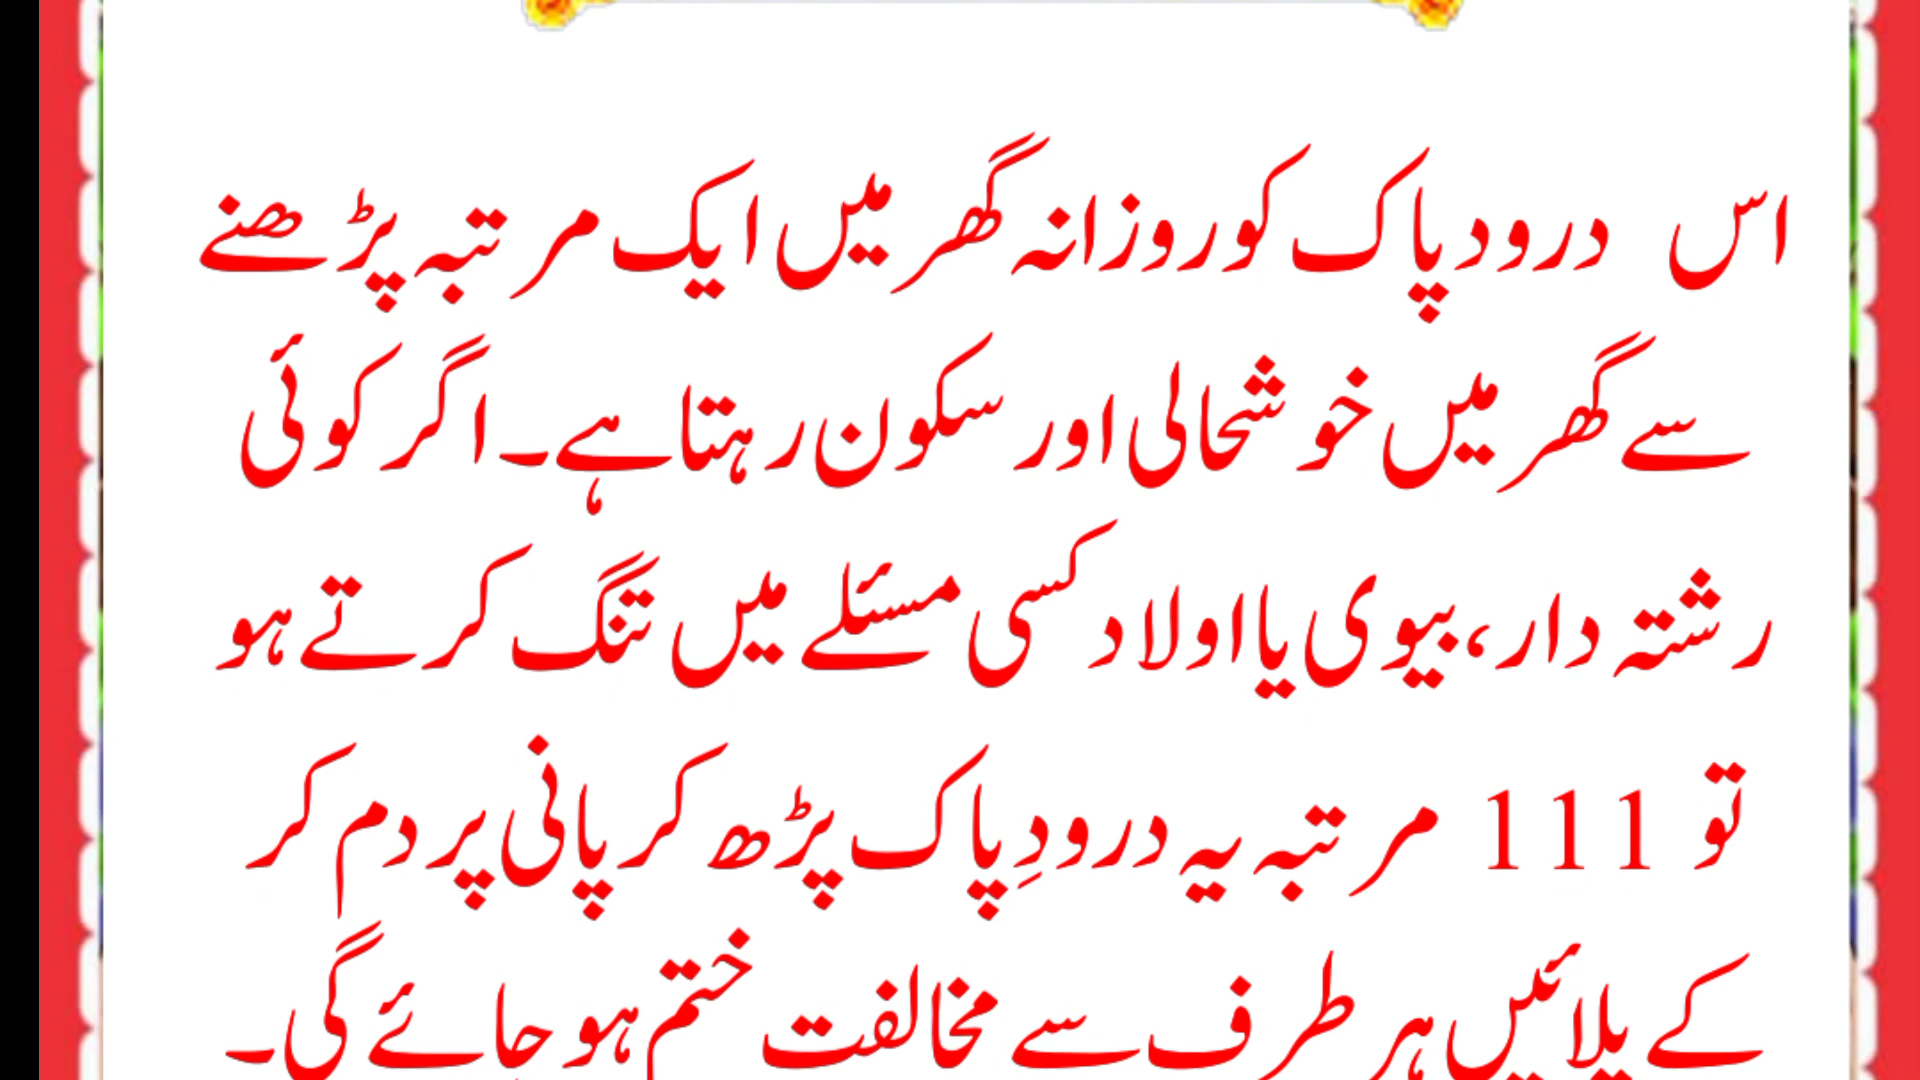 اس درود پاک کو روزانہ گھر میں ایک مرتبہ پڑھنے
سے گھر میں خوشحالی اور سکون رہتا ہے۔ اگر کوئی
رشتہ دار، بیوی یا اولاد کسی مسئلے میں تنگ کرتے ہو
تو 111 مرتبہ یہ درودِ پاک پڑھ کر پانی پر دم کر
کے پلائیں ہر طرف سے مخالفت ختم ہو جائے گی۔